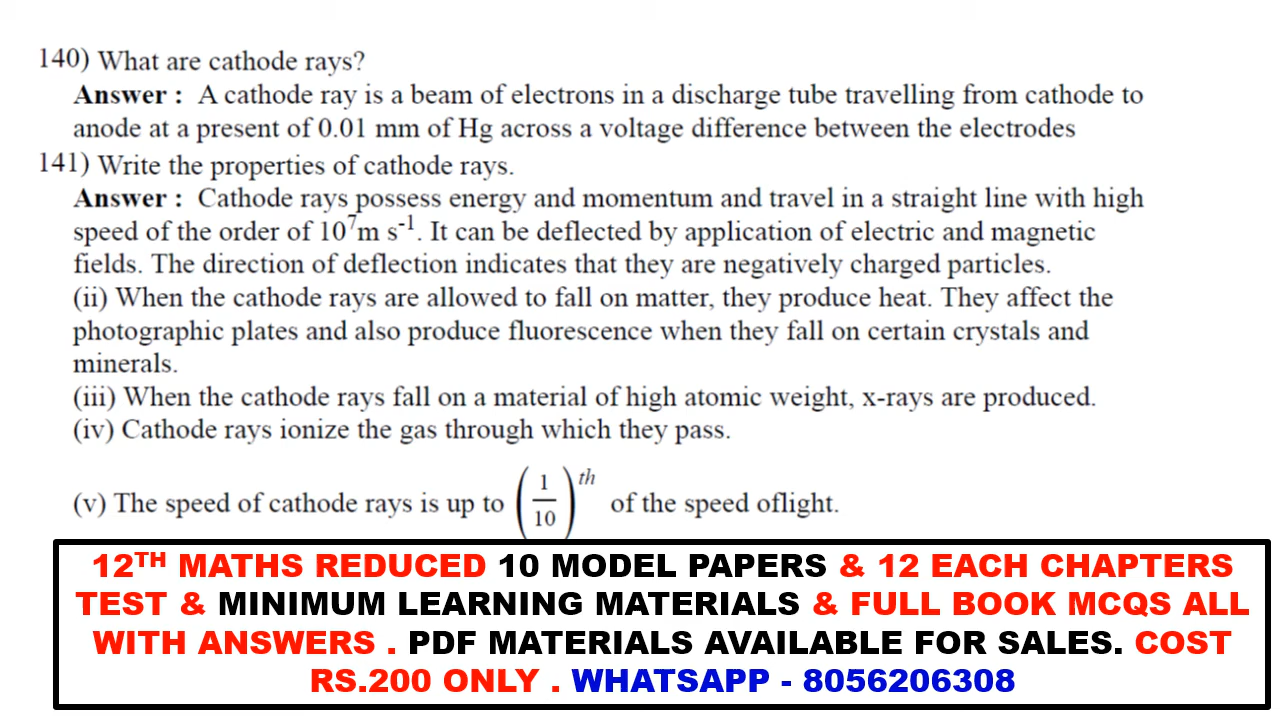 140) What are cathode rays?
Answer : A cathode ray is a beam of electrons in a discharge tube travelling from cathode to
anode at a present of 0.01 mm of Hg across a voltage difference between the electrodes
141) Write the properties of cathode rays.
Answer : Cathode rays possess energy and momentum and travel in a straight line with high
speed of the order of 10⁷m s⁻¹. It can be deflected by application of electric and magnetic
fields. The direction of deflection indicates that they are negatively charged particles.
(ii) When the cathode rays are allowed to fall on matter, they produce heat. They affect the
photographic plates and also produce fluorescence when they fall on certain crystals and
minerals.
(iii) When the cathode rays fall on a material of high atomic weight, x-rays are produced.
(iv) Cathode rays ionize the gas through which they pass.
(v) The speed of cathode rays is up to (1/10)th of the speed oflight.
12TH MATHS REDUCED 10 MODEL PAPERS & 12 EACH CHAPTERS
TEST & MINIMUM LEARNING MATERIALS & FULL BOOK MCQS ALL
WITH ANSWERS . PDF MATERIALS AVAILABLE FOR SALES. COST
RS.200 ONLY . WHATSAPP - 8056206308